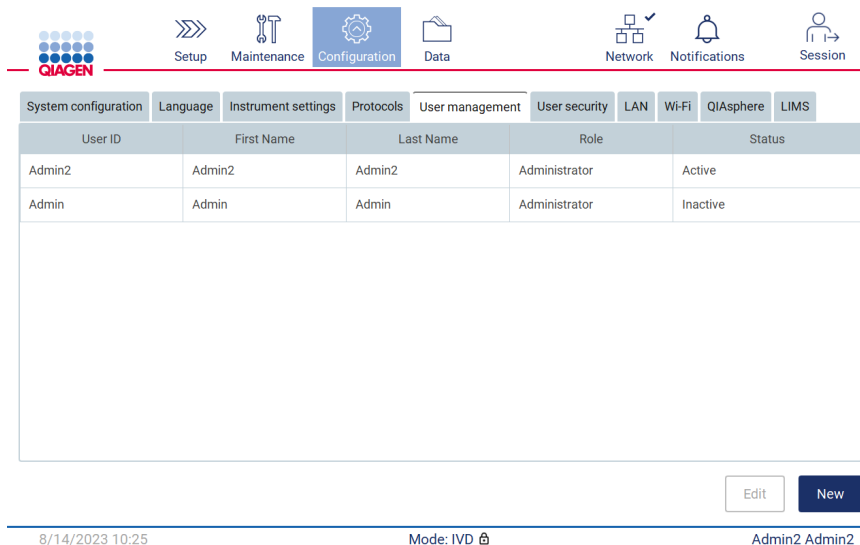 QIAGEN
Setup Maintenance Configuration Data Network Notifications Session
System configuration Language Instrument settings Protocols User management User security LAN Wi-Fi QIAsphere LIMS
User ID First Name Last Name Role Status
Admin2 Admin2 Admin2 Administrator Active
Admin Admin Admin Administrator Inactive
Edit New
8/14/2023 10:25 Mode: IVD Admin2 Admin2